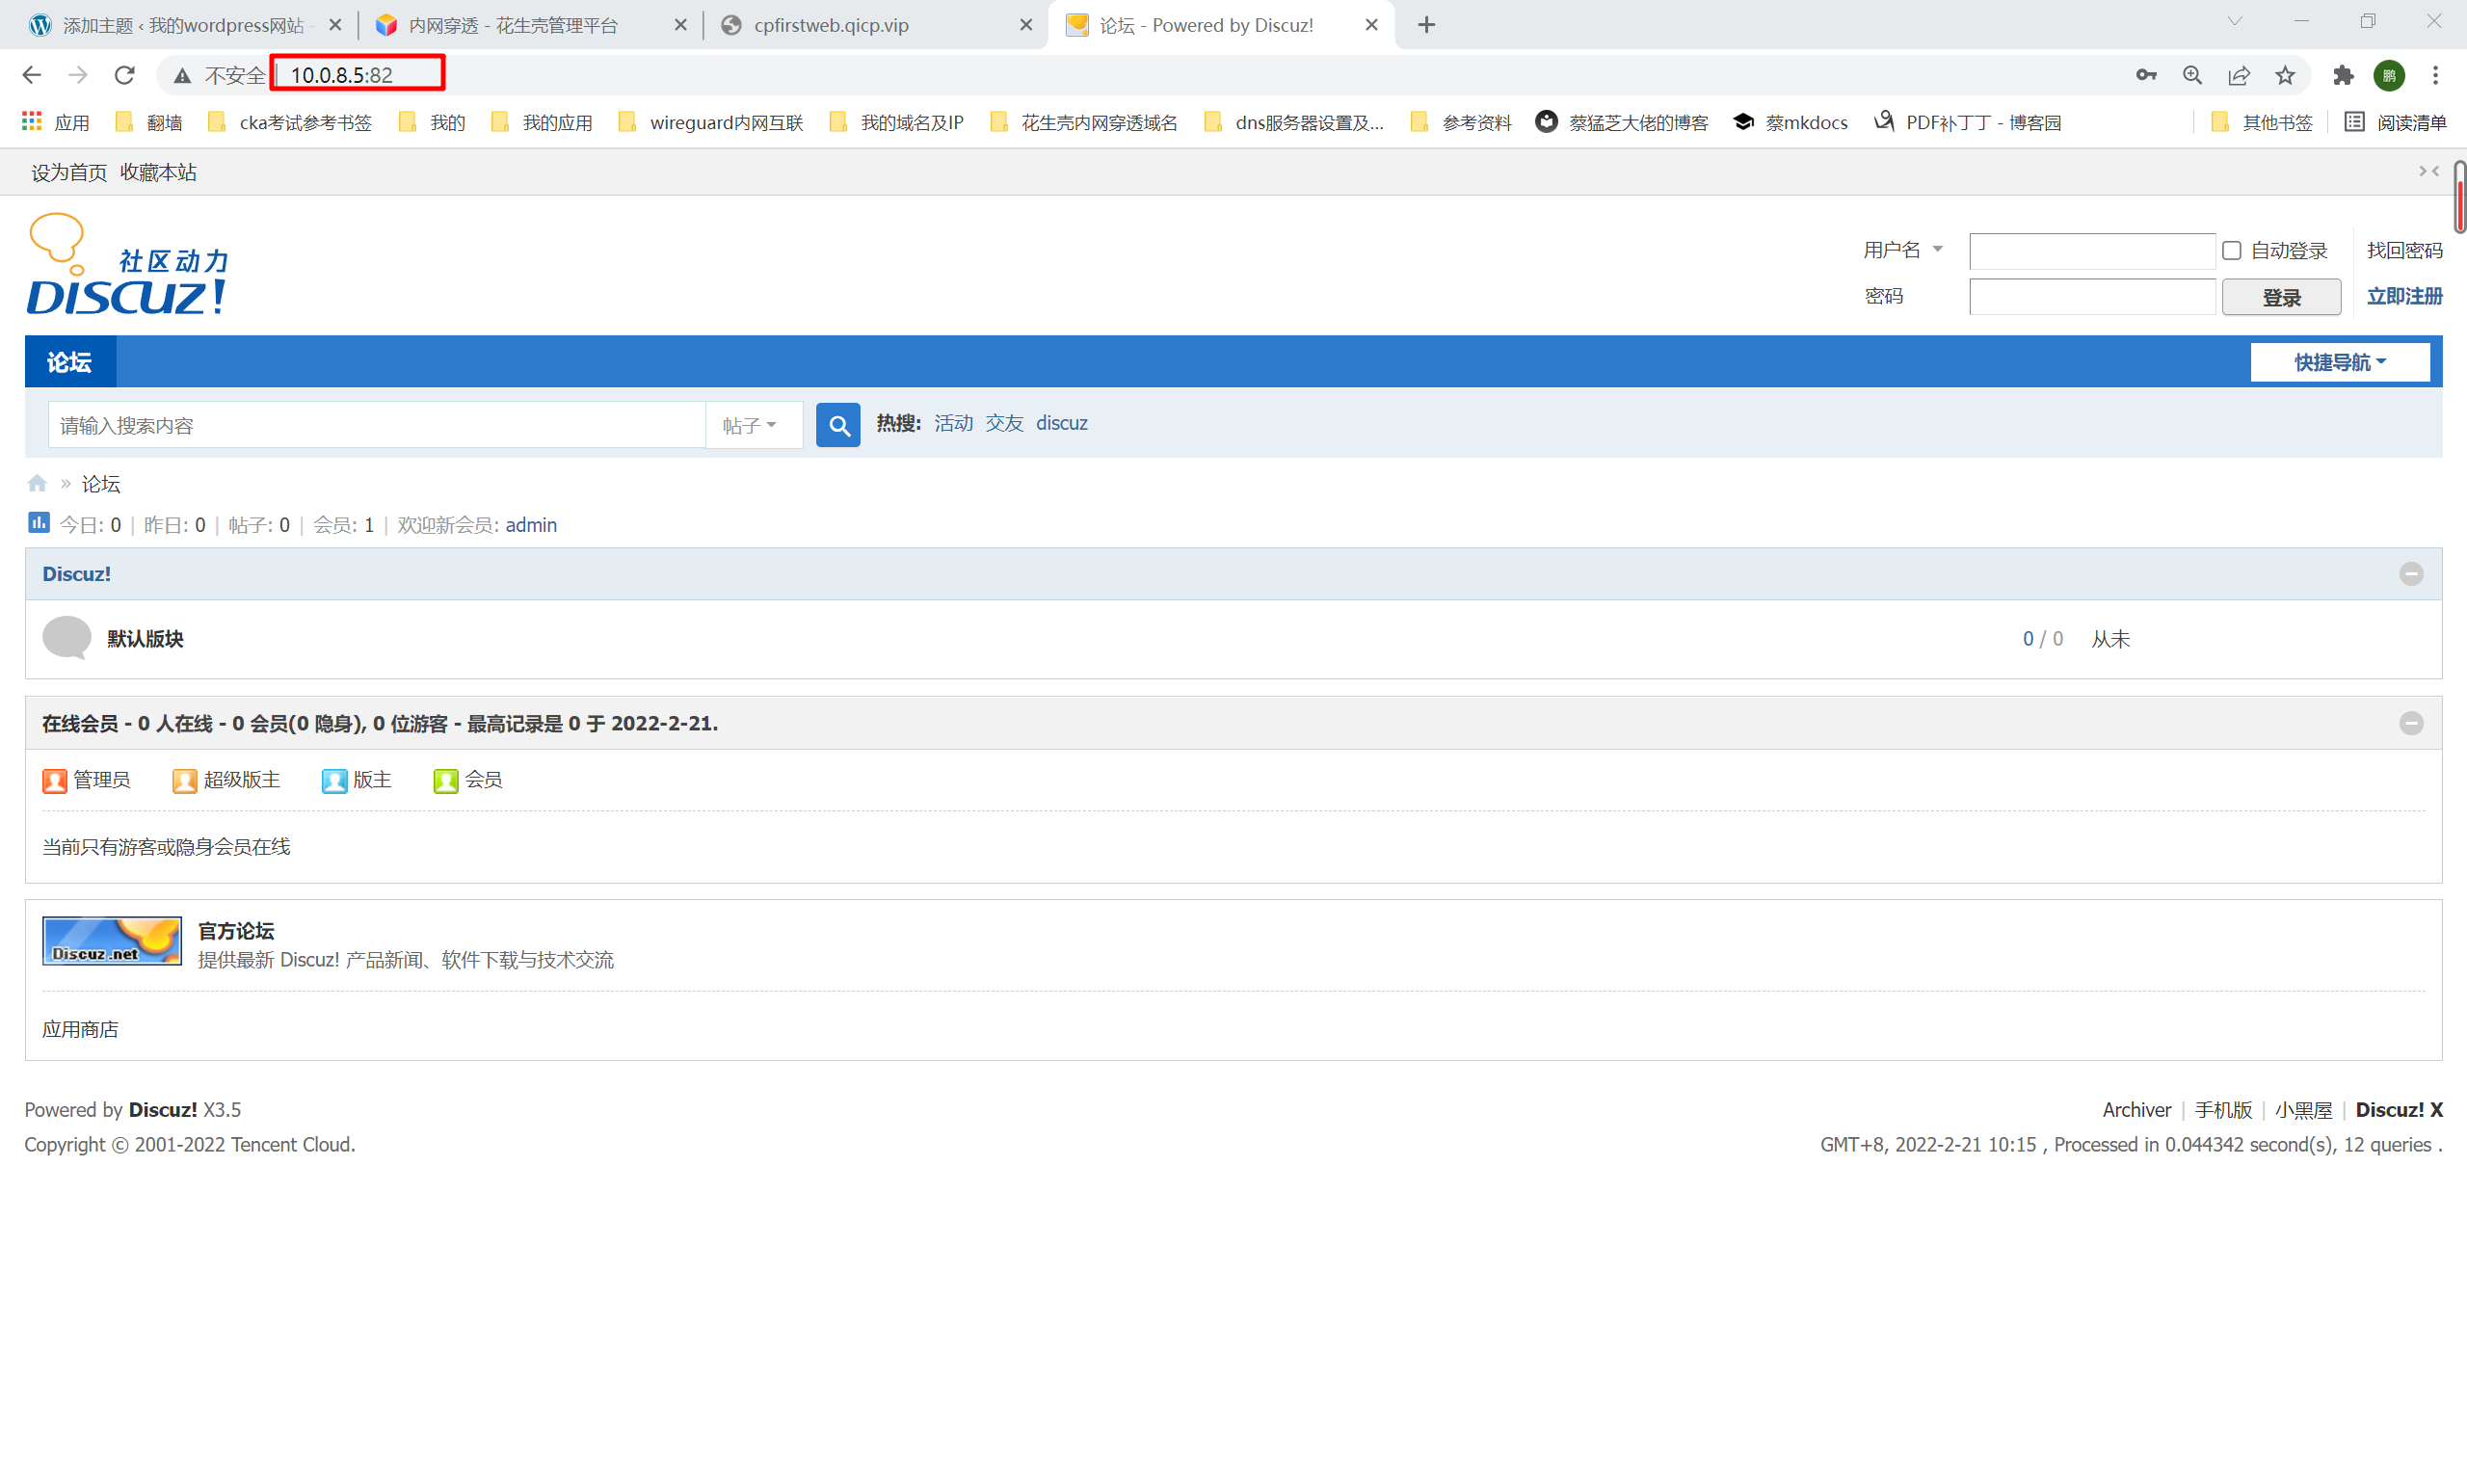 添加主题 ‹ 我的wordpress网站 -
内网穿透 - 花生壳管理平台
cpfirstweb.qicp.vip
论坛 - Powered by Discuz!
不安全 10.0.8.5:82
鹏
应用 翻墙 cka考试参考书签 我的 我的应用 wireguard内网互联 我的域名及IP 花生壳内网穿透域名 dns服务器设置及... 参考资料 蔡猛芝大佬的博客 蔡mkdocs PDF补丁丁 - 博客园 其他书签 阅读清单
设为首页 收藏本站
社区动力
DISCUZ!
用户名 自动登录 找回密码
密码 登录 立即注册
论坛 快捷导航
请输入搜索内容 帖子 热搜: 活动 交友 discuz
» 论坛
今日: 0 | 昨日: 0 | 帖子: 0 | 会员: 1 | 欢迎新会员: admin
Discuz!
默认版块 0 / 0 从未
在线会员 - 0 人在线 - 0 会员(0 隐身), 0 位游客 - 最高记录是 0 于 2022-2-21.
管理员 超级版主 版主 会员
当前只有游客或隐身会员在线
Discuz.net
官方论坛
提供最新 Discuz! 产品新闻、软件下载与技术交流
应用商店
Powered by Discuz! X3.5 Archiver | 手机版 | 小黑屋 | Discuz! X
Copyright © 2001-2022 Tencent Cloud. GMT+8, 2022-2-21 10:15 , Processed in 0.044342 second(s), 12 queries .